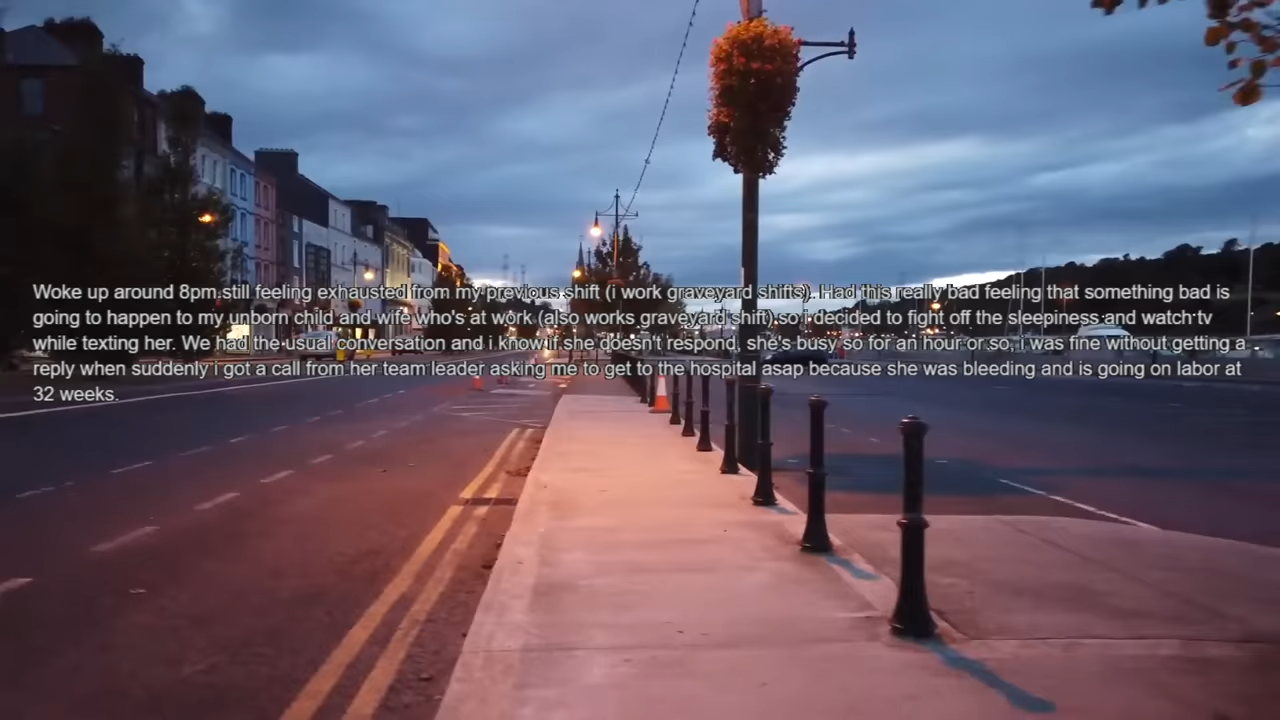 Woke up around 8pm still feeling exhausted from my previous shift (i work graveyard shifts). Had this really bad feeling that something bad is
going to happen to my unborn child and wife who's at work (also works graveyard shift) so i decided to fight off the sleepiness and watch tv
while texting her. We had the usual conversation and i know if she doesn't respond, she's busy so for an hour or so, i was fine without getting a
reply when suddenly i got a call from her team leader asking me to get to the hospital asap because she was bleeding and is going on labor at
32 weeks.